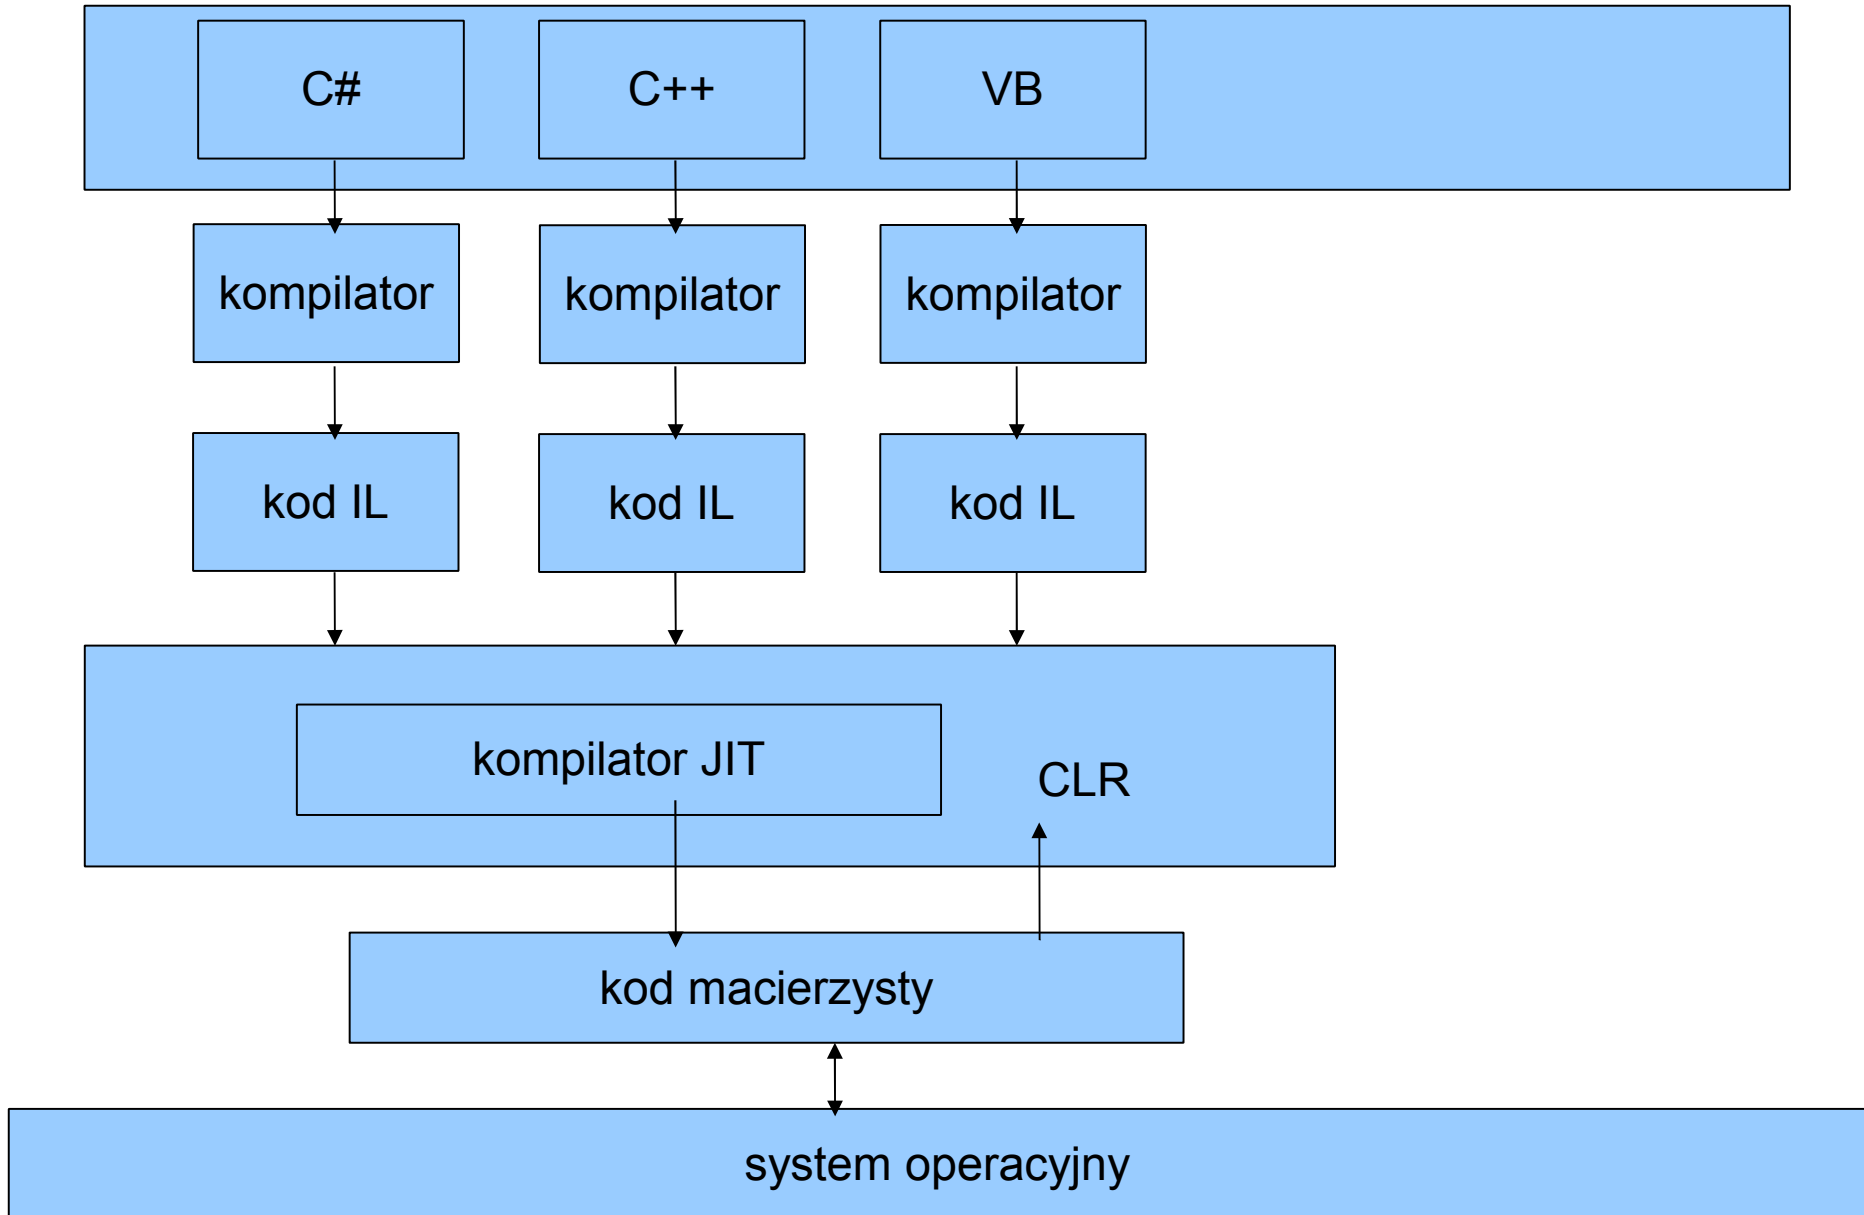 C#
C++
VB
kompilator
kompilator
kompilator
kod IL
kod IL
kod IL
kompilator JIT
CLR
kod macierzysty
system operacyjny